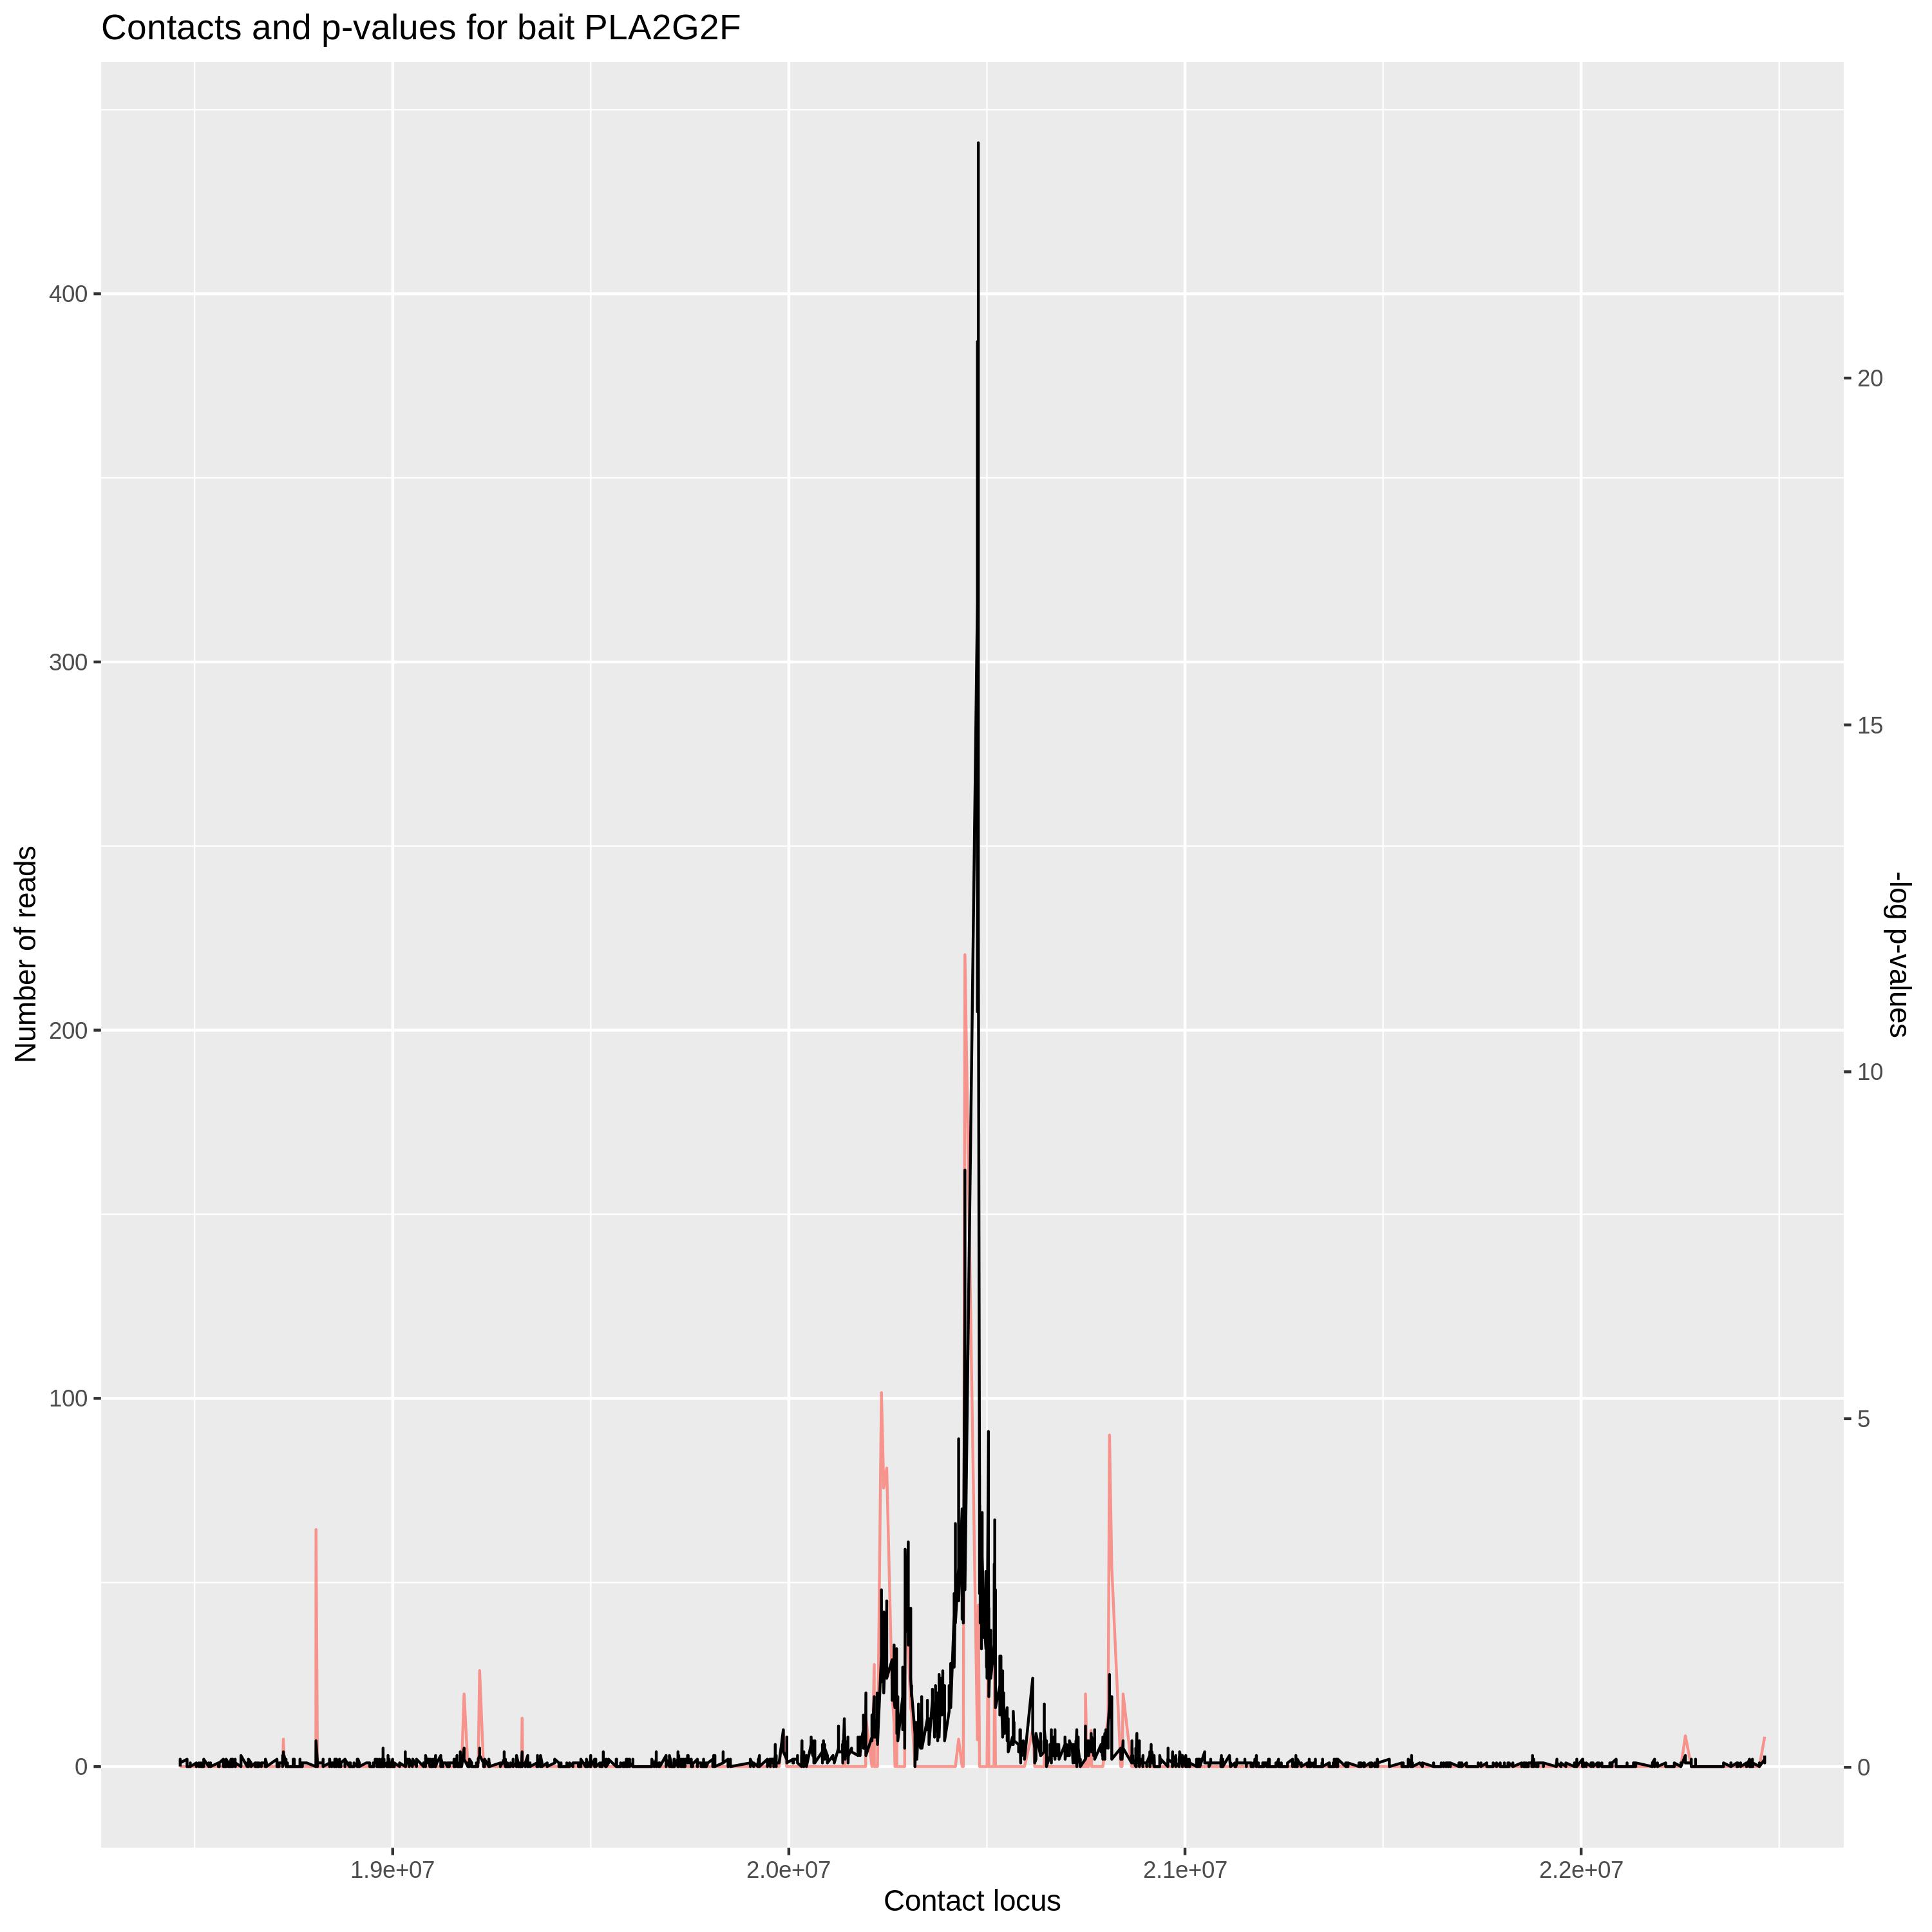 Contacts and p-values for bait PLA2G2F
400
300
200
100
0
Number of reads
20
15
10
5
0
-log p-values
1.9e+07 2.0e+07 2.1e+07 2.2e+07
Contact locus